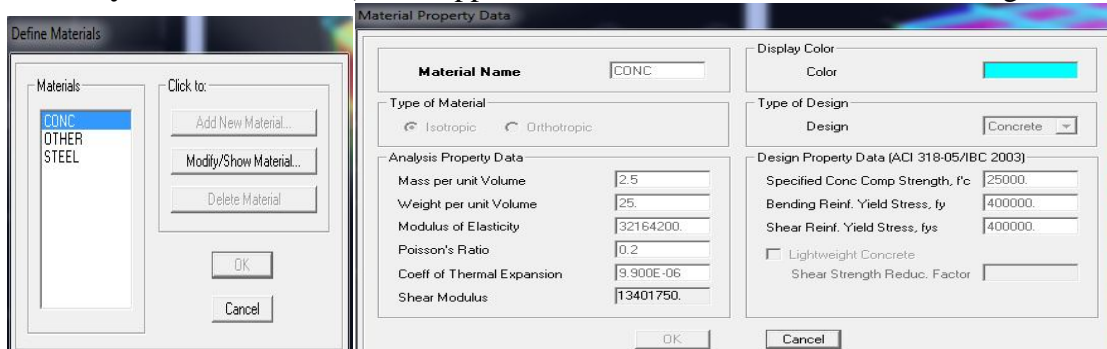 Define Materials
Materials
CONC
OTHER
STEEL
Click to:
Add New Material...
Modify/Show Material...
Delete Material
OK
Cancel
Material Property Data
Material Name CONC
Display Color
Color
Type of Material
Isotropic Orthotropic
Type of Design
Design Concrete
Analysis Property Data
Mass per unit Volume 2.5
Weight per unit Volume 25.
Modulus of Elasticity 32164200.
Poisson's Ratio 0.2
Coeff of Thermal Expansion 9.900E-06
Shear Modulus 13401750.
Design Property Data (ACI 318-05/IBC 2003)
Specified Conc Comp Strength, f'c 25000.
Bending Reinf. Yield Stress, fy 400000.
Shear Reinf. Yield Stress, fys 400000.
Lightweight Concrete
Shear Strength Reduc. Factor
OK
Cancel